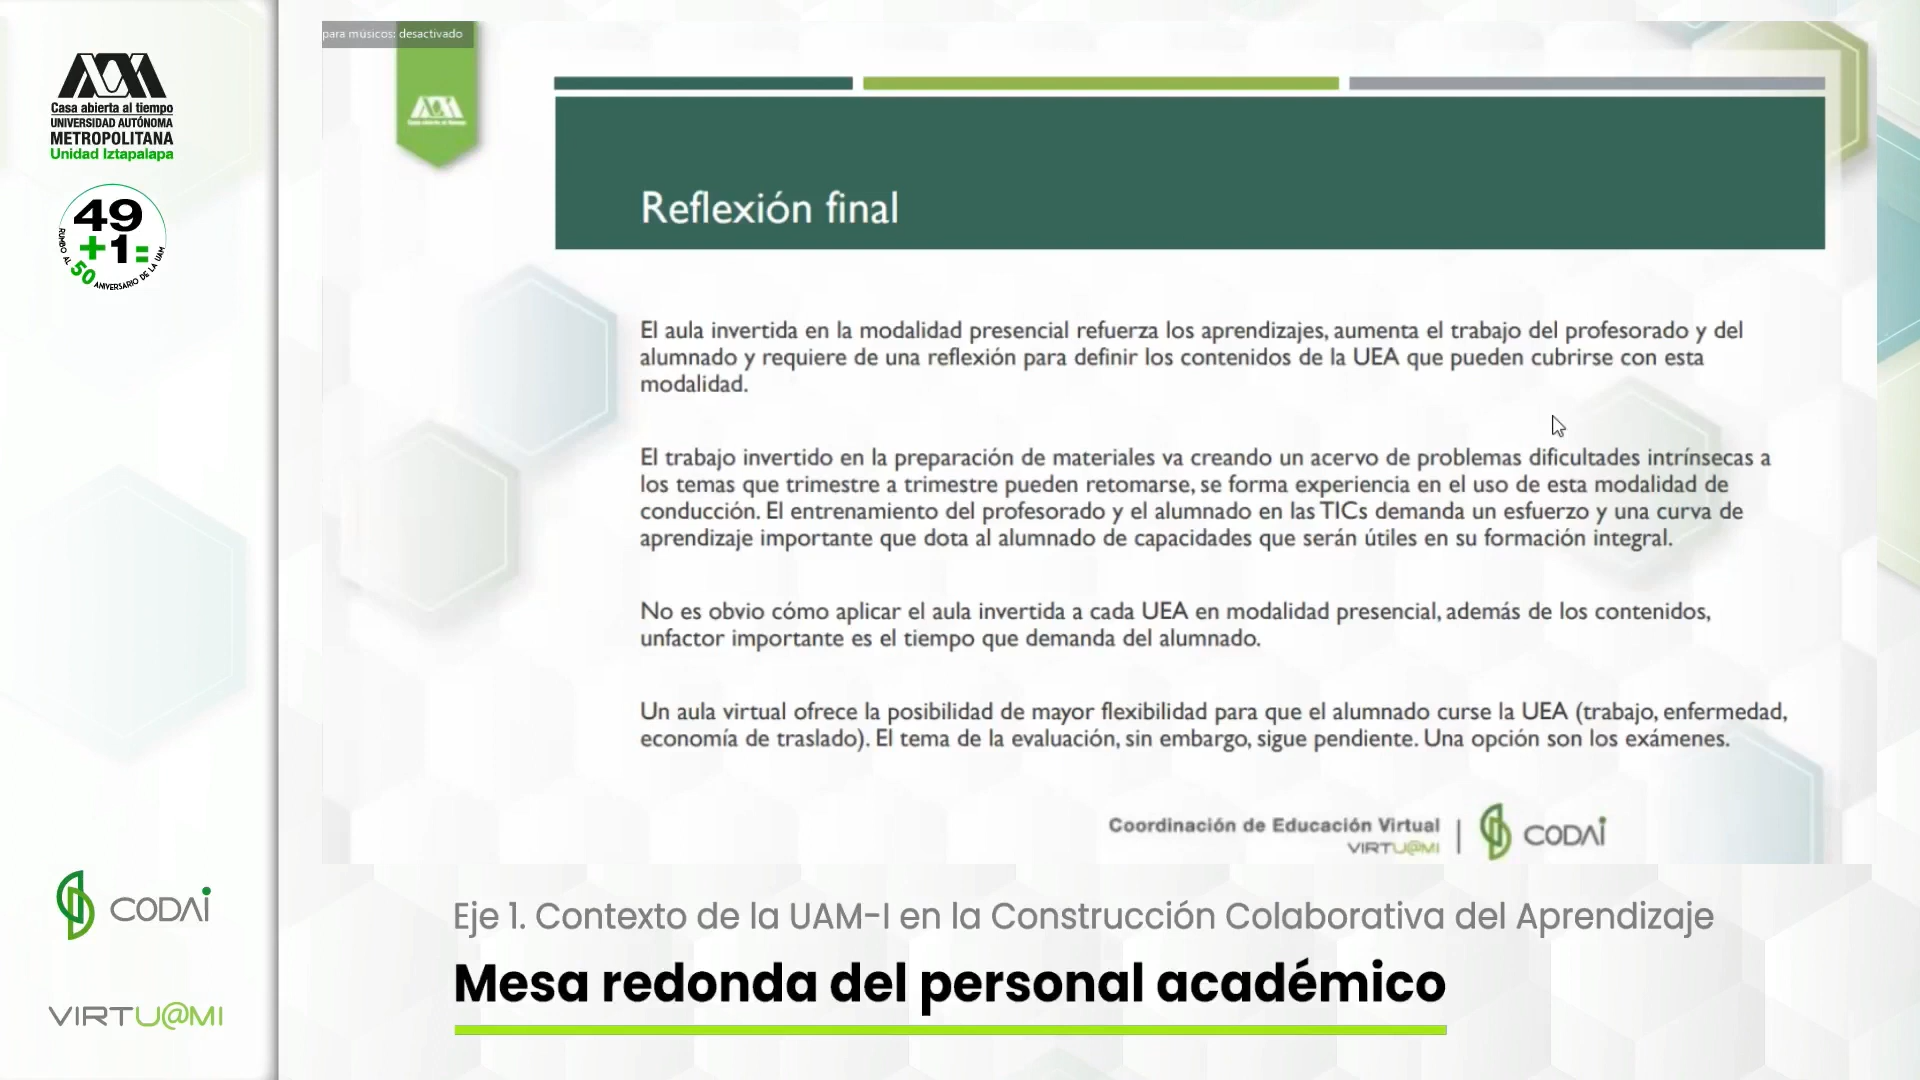 para músicos: desactivado
Casa abierta al tiempo
UNIVERSIDAD AUTÓNOMA
METROPOLITANA
Unidad Iztapalapa
49
+1=
RUMBO AL 50 ANIVERSARIO DE LA UAM
Casa abierta al tiempo
Reflexión final
El aula invertida en la modalidad presencial refuerza los aprendizajes, aumenta el trabajo del profesorado y del
alumnado y requiere de una reflexión para definir los contenidos de la UEA que pueden cubrirse con esta
modalidad.
El trabajo invertido en la preparación de materiales va creando un acervo de problemas dificultades intrínsecas a
los temas que trimestre a trimestre pueden retomarse, se forma experiencia en el uso de esta modalidad de
conducción. El entrenamiento del profesorado y el alumnado en las TICs demanda un esfuerzo y una curva de
aprendizaje importante que dota al alumnado de capacidades que serán útiles en su formación integral.
No es obvio cómo aplicar el aula invertida a cada UEA en modalidad presencial, además de los contenidos,
unfactor importante es el tiempo que demanda del alumnado.
Un aula virtual ofrece la posibilidad de mayor flexibilidad para que el alumnado curse la UEA (trabajo, enfermedad,
economía de traslado). El tema de la evaluación, sin embargo, sigue pendiente. Una opción son los exámenes.
Coordinación de Educación Virtual
VIRTU@MI
CODAI
CODAI
VIRTU@MI
Eje 1. Contexto de la UAM-I en la Construcción Colaborativa del Aprendizaje
Mesa redonda del personal académico